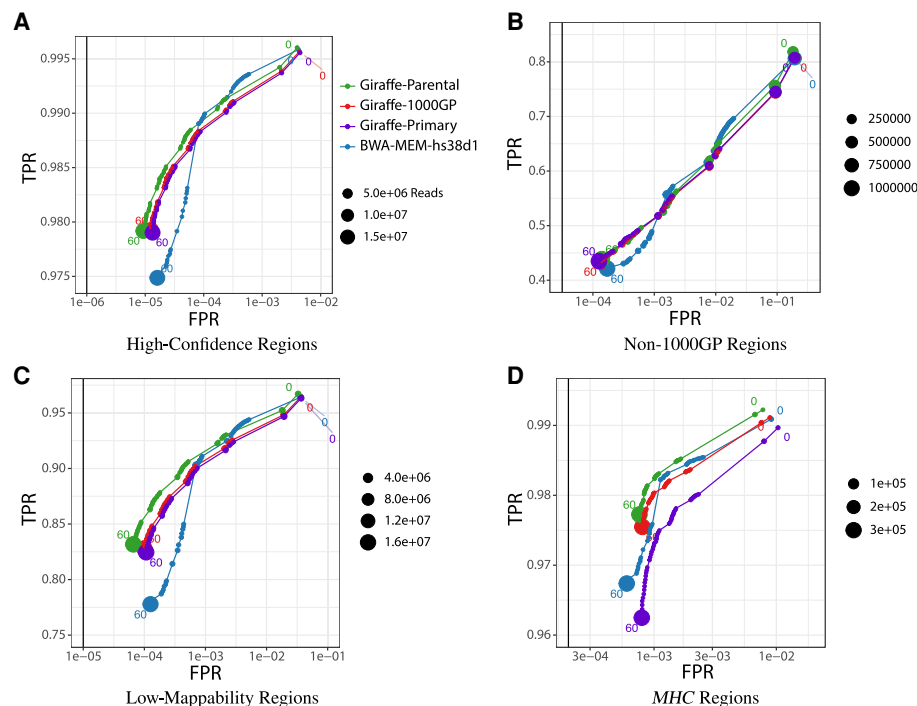 A
TPR
0.995
0.990
0.985
0.980
0.975
0
0
0
Giraffe-Parental
Giraffe-1000GP
Giraffe-Primary
BWA-MEM-hs38d1
5.0e+06 Reads
1.0e+07
1.5e+07
60
60
60
60
1e-06
1e-05
1e-04
1e-03
1e-02
FPR
High-Confidence Regions
B
TPR
0.8
0.7
0.6
0.5
0.4
0
0
0
0
60
60
60
250000
500000
750000
1000000
1e-04
1e-03
1e-02
1e-01
FPR
Non-1000GP Regions
C
TPR
0.95
0.90
0.85
0.80
0.75
0
0
0
0
60
60
60
4.0e+06
8.0e+06
1.2e+07
1.6e+07
1e-05
1e-04
1e-03
1e-02
1e-01
FPR
Low-Mappability Regions
D
TPR
0.99
0.98
0.97
0.96
0
0
0
0
60
60
60
1e+05
2e+05
3e+05
3e-04
1e-03
3e-03
1e-02
FPR
MHC Regions